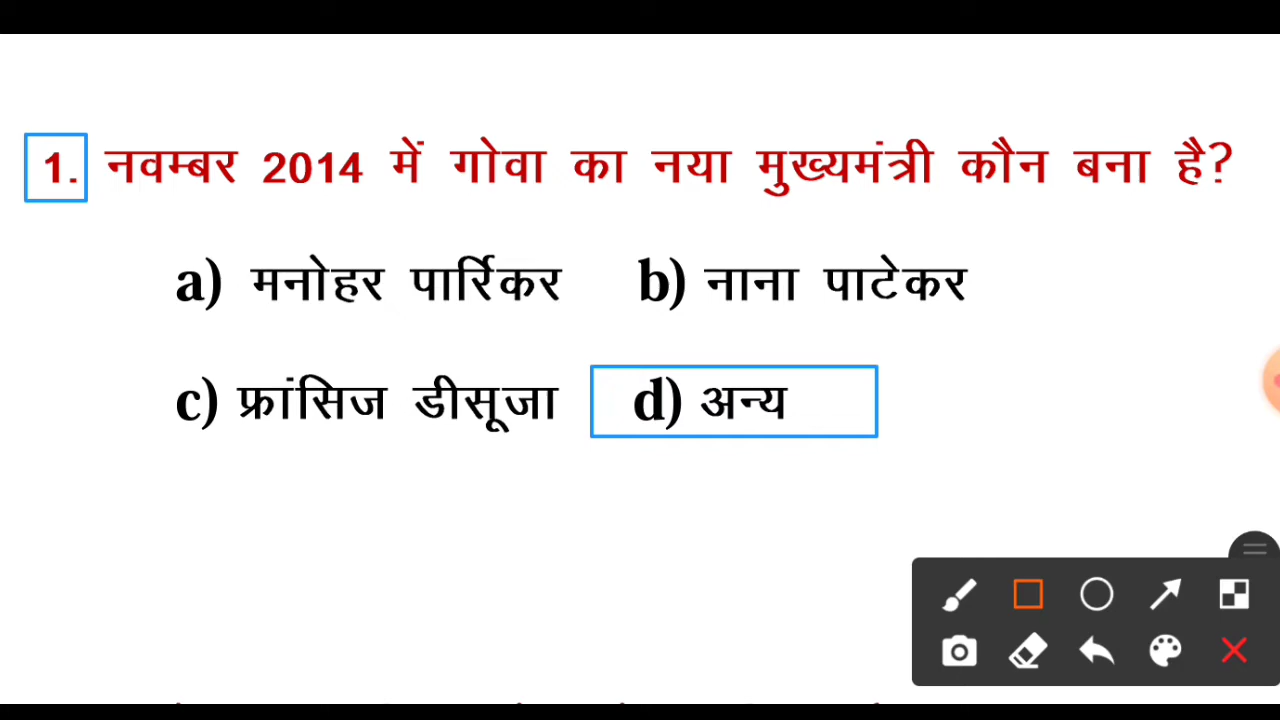 1. नवम्बर 2014 में गोवा का नया मुख्यमंत्री कौन बना है?
a) मनोहर पार्रिकर b) नाना पाटेकर
c) फ्रांसिज डीसूजा d) अन्य